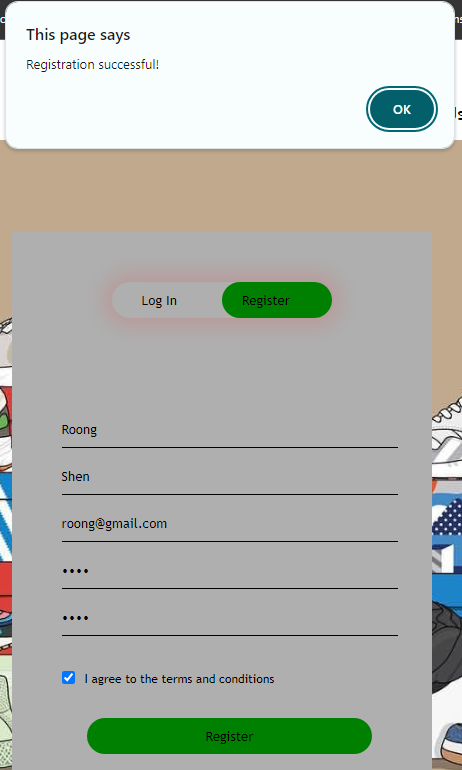 This page says
Registration successful!
OK
Log In
Register
Roong
Shen
roong@gmail.com
••••
••••
I agree to the terms and conditions
Register